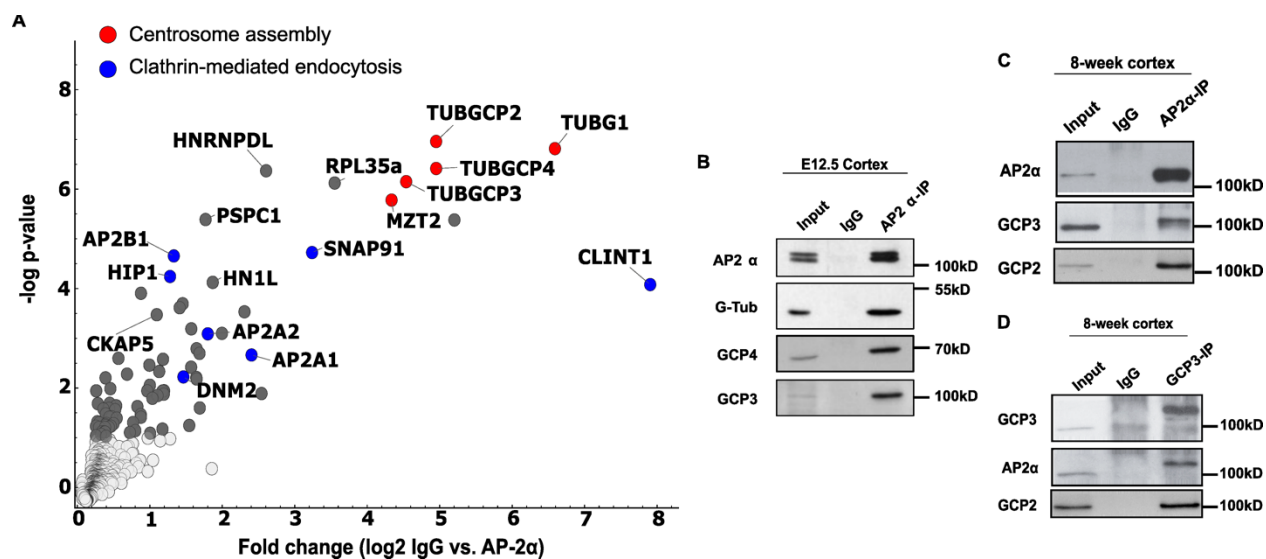 A
Centrosome assembly
Clathrin-mediated endocytosis
-log p-value
8
6
4
2
0
TUBGCP2
TUBG1
HNRNPDL
RPL35a
TUBGCP4
TUBGCP3
PSPC1
MZT2
AP2B1
SNAP91
CLINT1
HIP1
HN1L
CKAP5
AP2A2
AP2A1
DNM2
0 1 2 3 4 5 6 7 8
Fold change (log2 IgG vs. AP-2α)
B
E12.5 Cortex
Input IgG AP2 α-IP
AP2 α
100kD
55kD
G-Tub
GCP4
70kD
GCP3
100kD
C
8-week cortex
Input IgG AP2α-IP
AP2α
100kD
GCP3
100kD
GCP2
100kD
D
8-week cortex
Input IgG GCP3-IP
GCP3
100kD
AP2α
100kD
GCP2
100kD